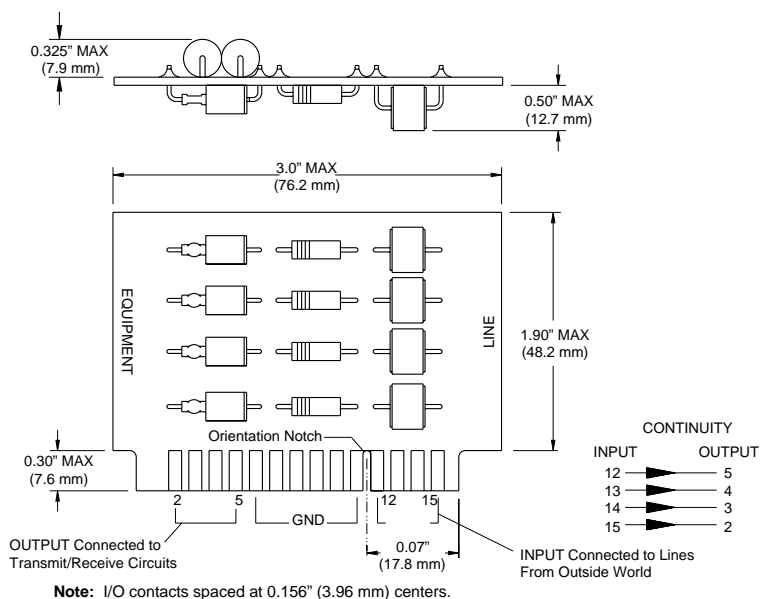 0.325" MAX
(7.9 mm)
0.50" MAX
(12.7 mm)
3.0" MAX
(76.2 mm)
EQUIPMENT
LINE
1.90" MAX
(48.2 mm)
Orientation Notch
0.30" MAX
(7.6 mm)
2 5 12 15
GND
OUTPUT Connected to
Transmit/Receive Circuits
0.07"
(17.8 mm)
INPUT Connected to Lines
From Outside World
CONTINUITY
INPUT OUTPUT
12 5
13 4
14 3
15 2
Note: I/O contacts spaced at 0.156" (3.96 mm) centers.